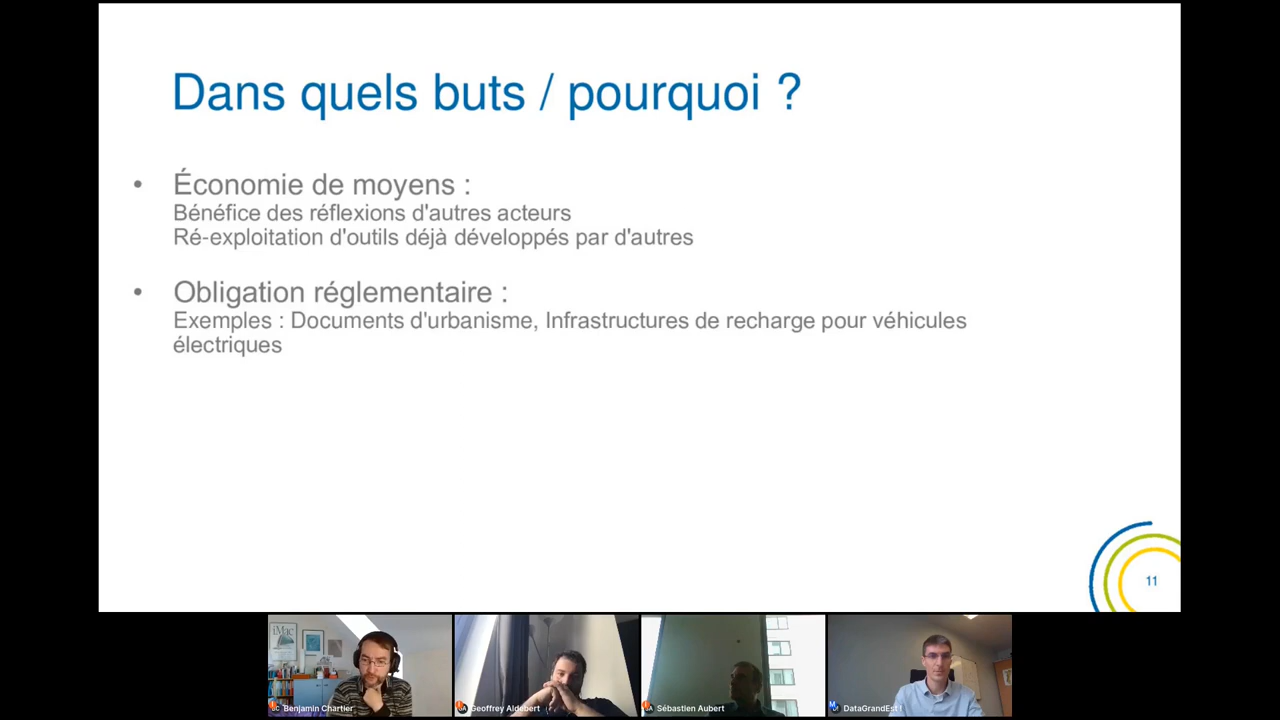 Dans quels buts / pourquoi ?
• Économie de moyens :
Bénéfice des réflexions d'autres acteurs
Ré-exploitation d'outils déjà développés par d'autres
• Obligation réglementaire :
Exemples : Documents d'urbanisme, Infrastructures de recharge pour véhicules
électriques
11
iMac
Benjamin Chartier
Geoffrey Aldebert
Sébastien Aubert
DataGrandEst